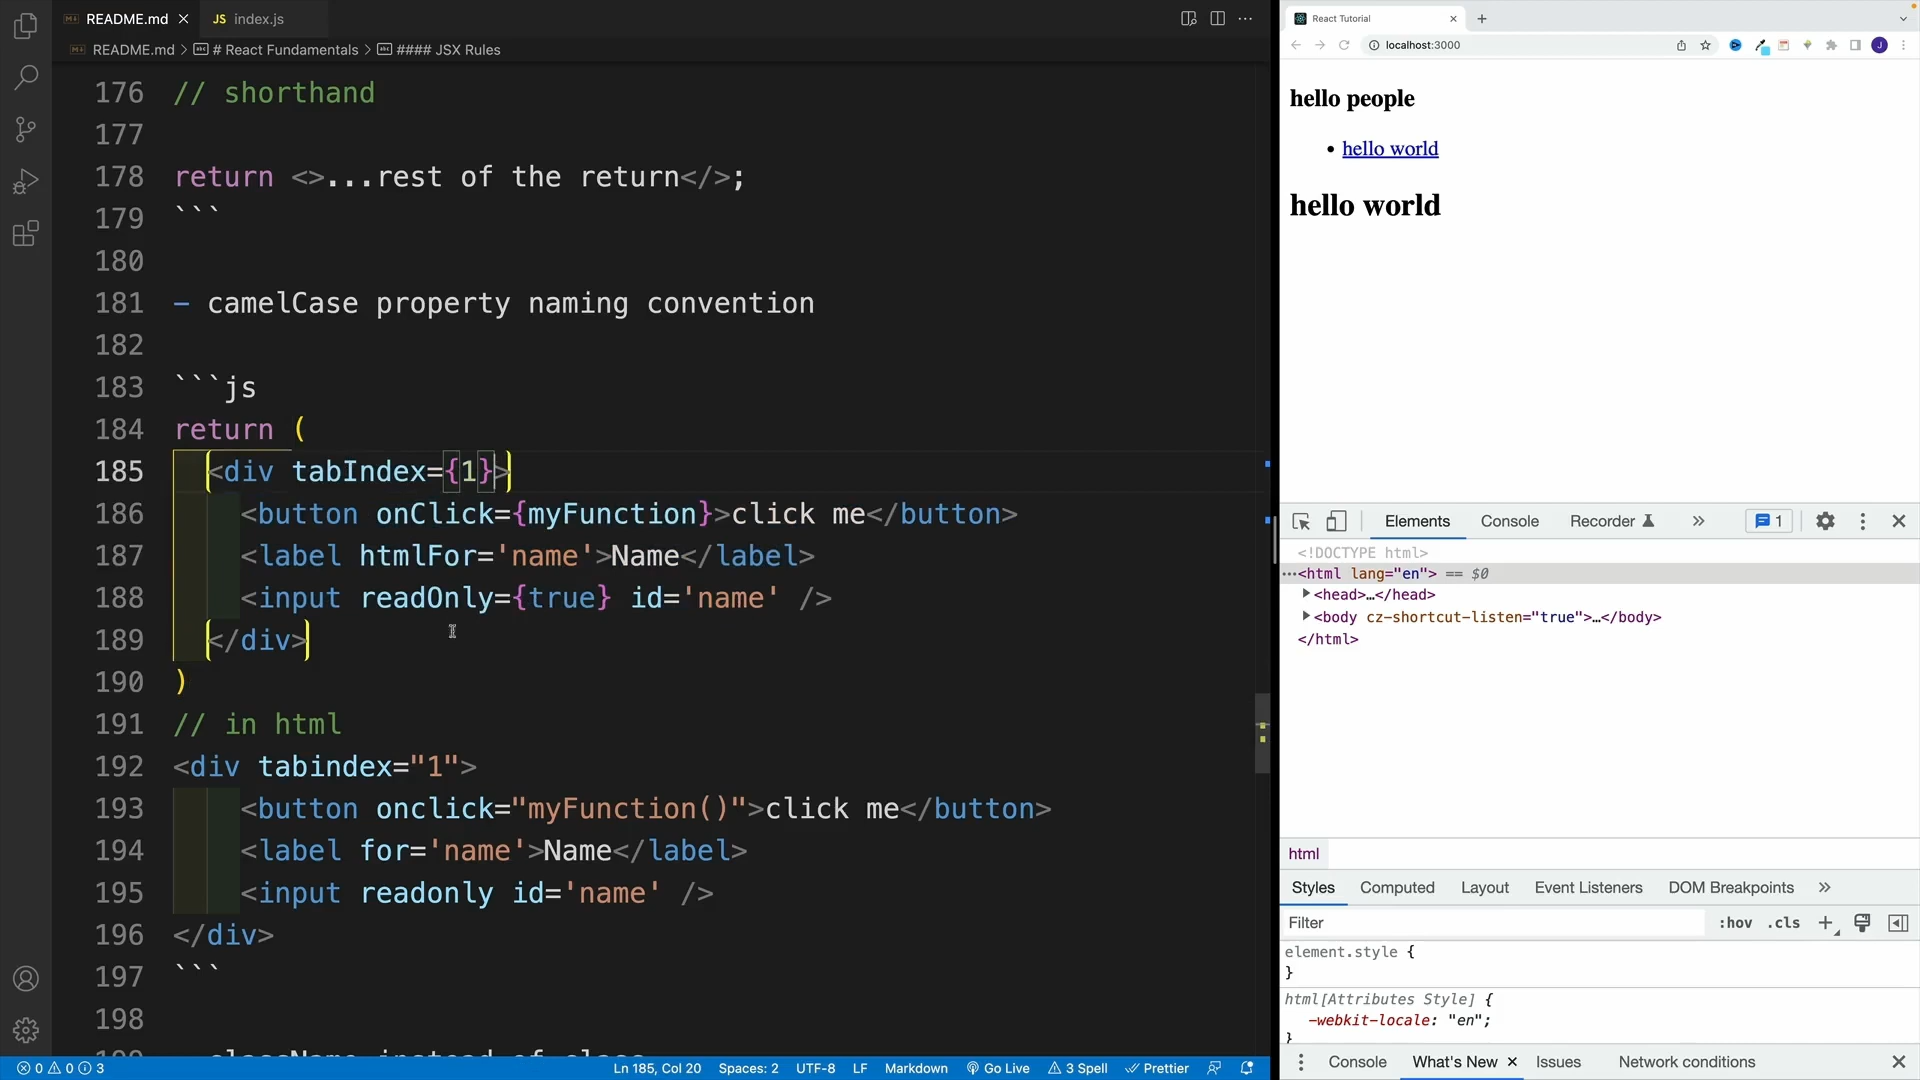 README.md
JS index.js
README.md > # React Fundamentals > #### JSX Rules
176 // shorthand
177
178 return <>...rest of the return</>;
179 ```
180
181 - camelCase property naming convention
182
183 ```js
184 return (
185 <div tabIndex={1}>
186 <button onClick={myFunction}>click me</button>
187 <label htmlFor='name'>Name</label>
188 <input readOnly={true} id='name' />
189 </div>
190 )
191 // in html
192 <div tabindex="1">
193 <button onclick="myFunction()">click me</button>
194 <label for='name'>Name</label>
195 <input readonly id='name' />
196 </div>
197 ```
198
0 0 3
Ln 185, Col 20 Spaces: 2 UTF-8 LF Markdown Go Live 3 Spell Prettier
React Tutorial
localhost:3000
J
hello people
• hello world
hello world
Elements Console Recorder » 1
<!DOCTYPE html>
…<html lang="en"> == $0
<head>…</head>
<body cz-shortcut-listen="true">…</body>
</html>
html
Styles Computed Layout Event Listeners DOM Breakpoints »
Filter :hov .cls +
element.style {
}
html[Attributes Style] {
-webkit-locale: "en";
}
Console What's New Issues Network conditions